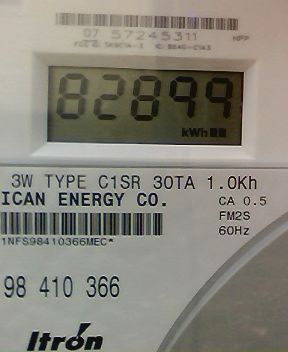 07 57245311
82899
kWh
3W TYPE C1SR 30TA 1.0Kh
ICAN ENERGY CO.
CA 0.5
FM2S
60Hz
1NFS98410366MEC*
98 410 366
Itron